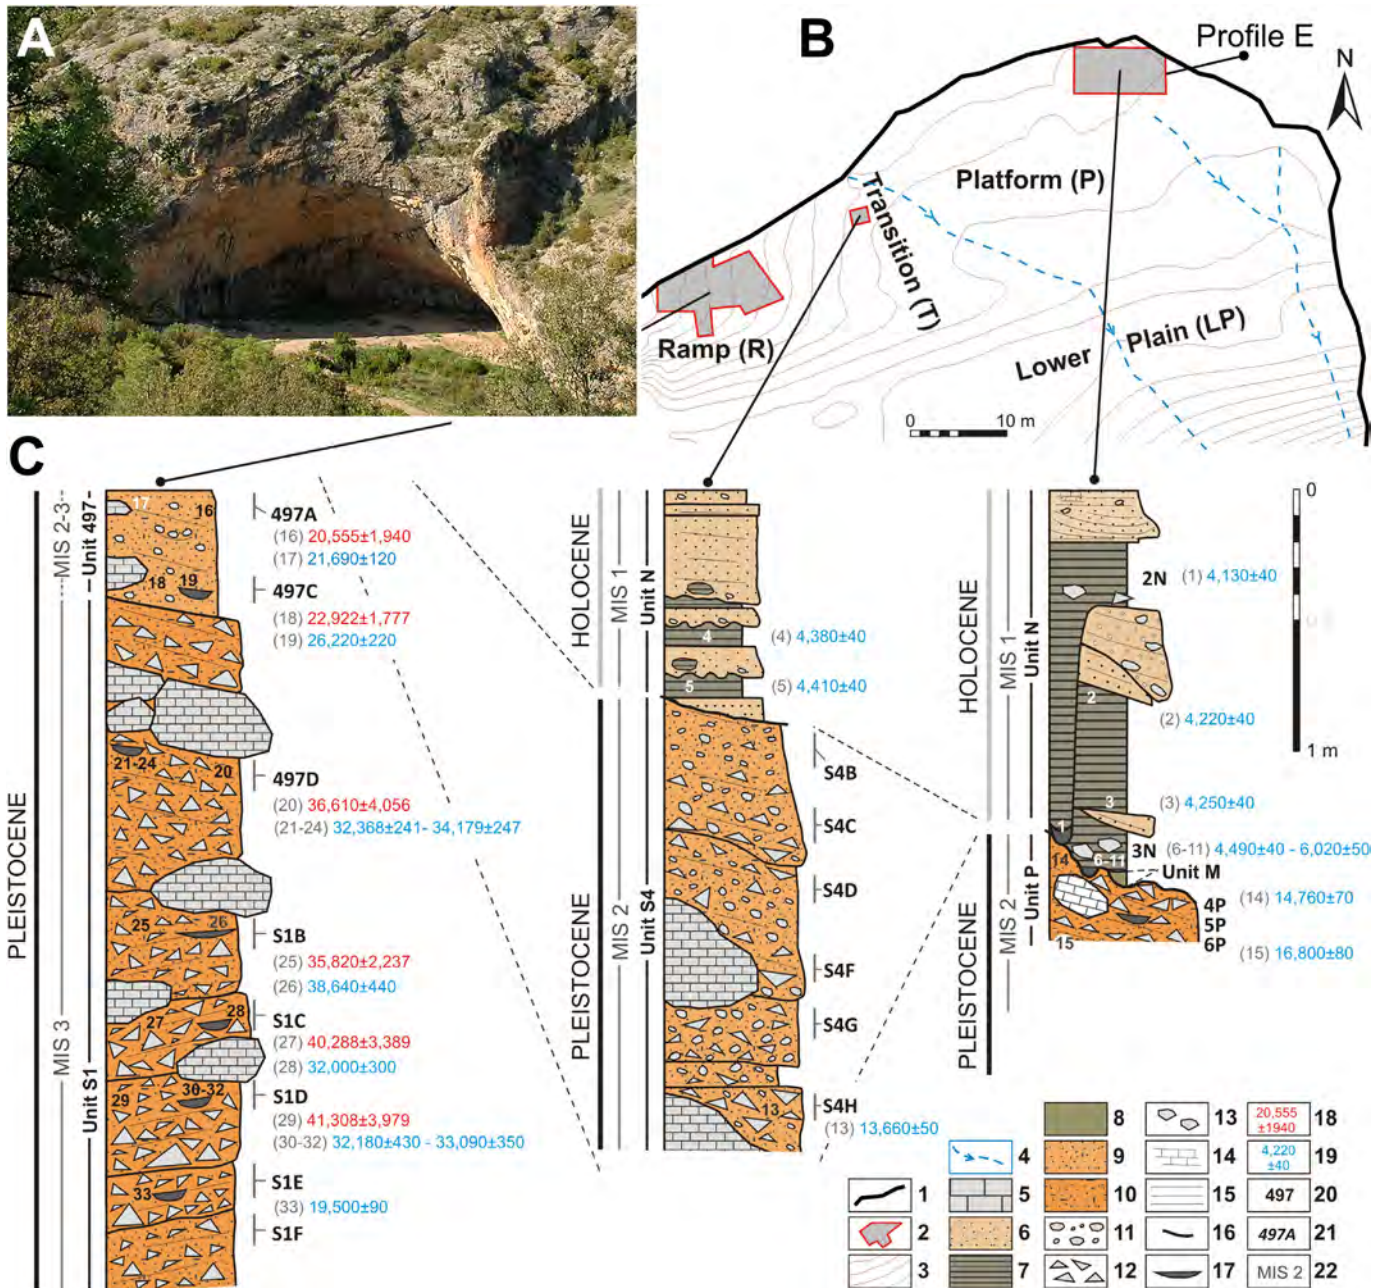 A
B
Profile E
N
Platform (P)
Transition (T)
Ramp (R)
Lower Plain (LP)
0 10 m
C
PLEISTOCENE
MIS 2-3
MIS 3
Unit 497
Unit S1
17
16
497A
(16) 20,555±1,940
(17) 21,690±120
18
19
497C
(18) 22,922±1,777
(19) 26,220±220
21-24
20
497D
(20) 36,610±4,056
(21-24) 32,368±241- 34,179±247
25
26
S1B
(25) 35,820±2,237
(26) 38,640±440
27
28
S1C
(27) 40,288±3,389
(28) 32,000±300
29
30-32
S1D
(29) 41,308±3,979
(30-32) 32,180±430 - 33,090±350
33
S1E
(33) 19,500±90
S1F
HOLOCENE
MIS 1
Unit N
4
(4) 4,380±40
5
(5) 4,410±40
PLEISTOCENE
MIS 2
Unit S4
S4B
S4C
S4D
S4F
S4G
13
S4H
(13) 13,660±50
HOLOCENE
MIS 1
Unit N
2N (1) 4,130±40
2
(2) 4,220±40
3
(3) 4,250±40
1
14
6-11
3N (6-11) 4,490±40 - 6,020±50
Unit M
PLEISTOCENE
MIS 2
Unit P
4P (14) 14,760±70
5P
15
6P (15) 16,800±80
0
1 m
1
2
3
4
5
6
7
8
9
10
11
12
13
14
15
16
17
20,555 ±1940 18
4,220 ±40 19
497 20
497A 21
MIS 2 22